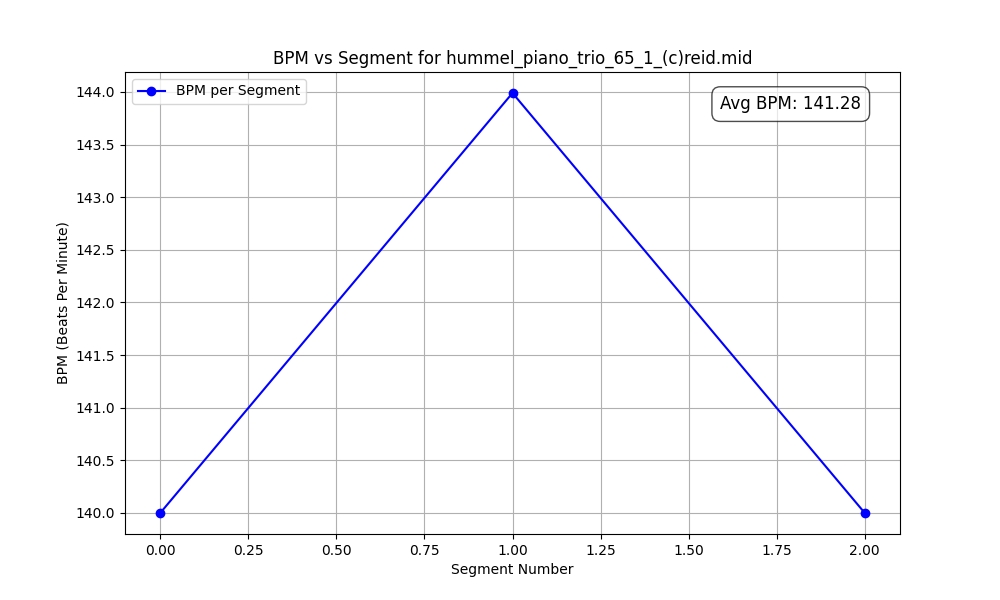 BPM vs Segment for hummel_piano_trio_65_1_(c)reid.mid
BPM per Segment
Avg BPM: 141.28
BPM (Beats Per Minute)
144.0
143.5
143.0
142.5
142.0
141.5
141.0
140.5
140.0
0.00 0.25 0.50 0.75 1.00 1.25 1.50 1.75 2.00
Segment Number